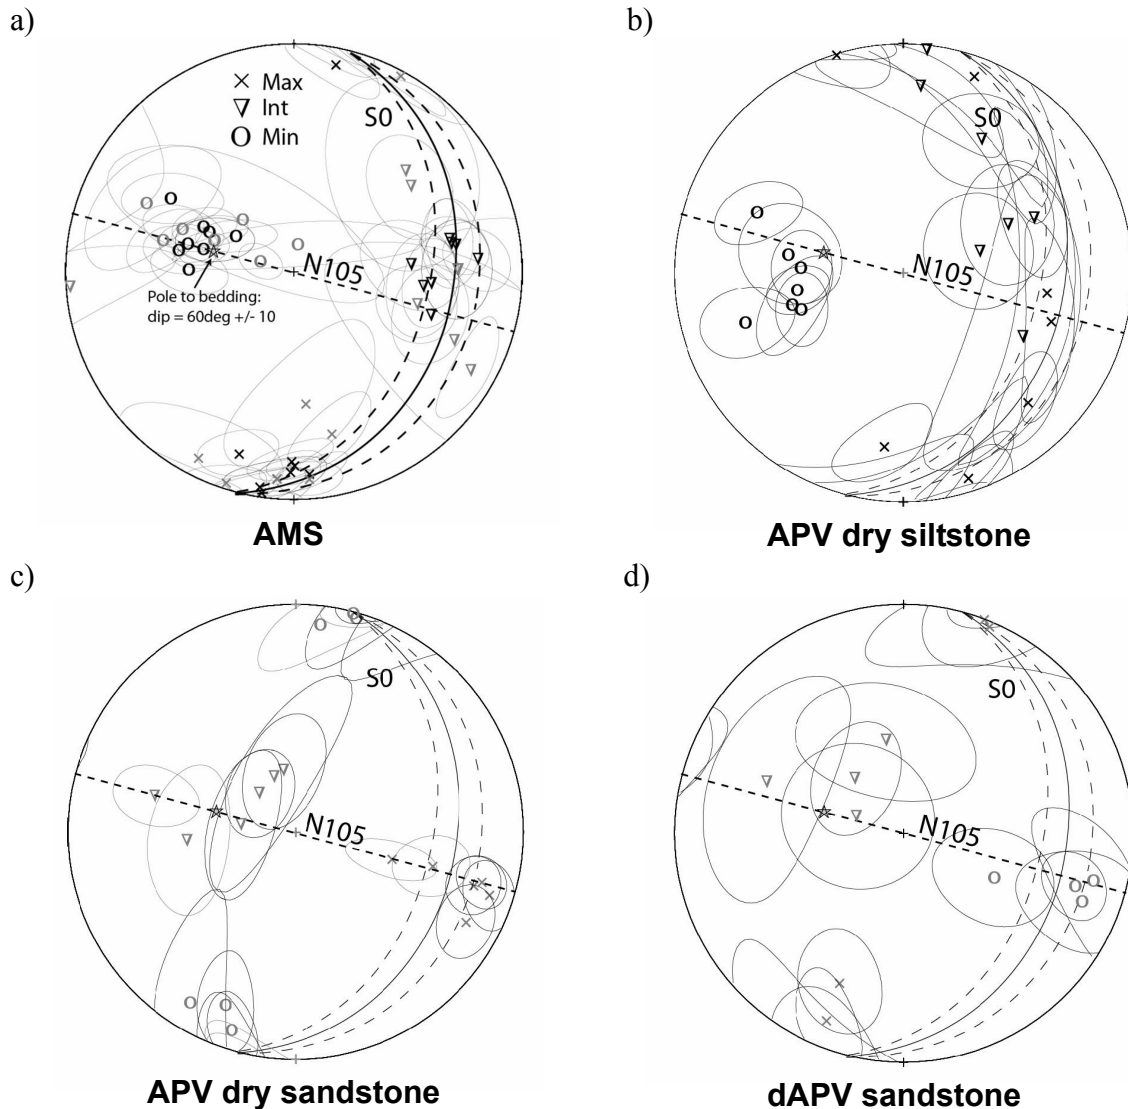 a)
× Max
∇ Int
O Min
S0
N105
Pole to bedding:
dip = 60deg +/- 10
AMS
b)
S0
N105
APV dry siltstone
c)
S0
N105
APV dry sandstone
d)
S0
N105
dAPV sandstone